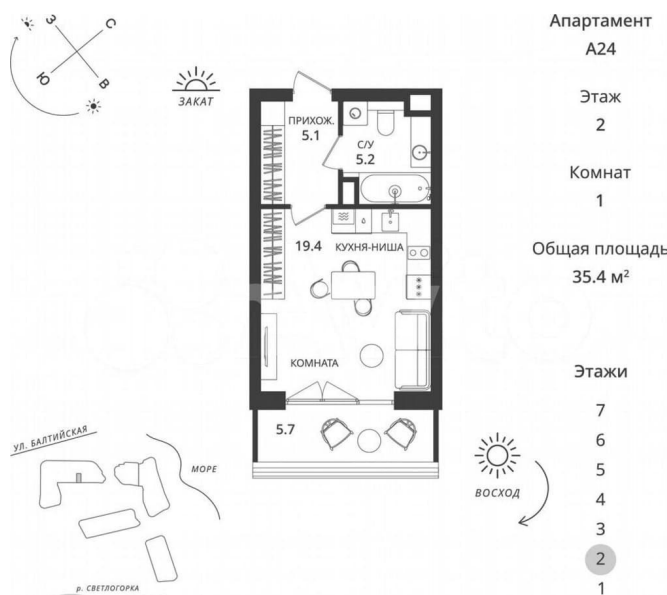 З
С
Ю
В
ЗАКАТ
ПРИХОЖ.
5.1
С/У
5.2
19.4
КУХНЯ-НИША
КОМНАТА
5.7
ВОСХОД
УЛ. БАЛТИЙСКАЯ
МОРЕ
р. СВЕТЛОГОРКА
Апартамент
А24
Этаж
2
Комнат
1
Общая площадь
35.4 м²
Этажи
7
6
5
4
3
2
1